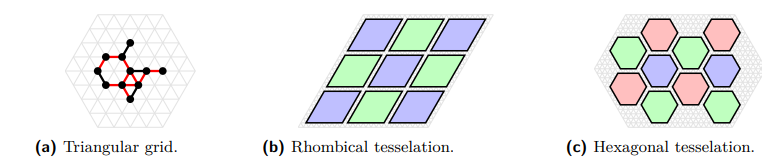 (a) Triangular grid.
(b) Rhombical tesselation.
(c) Hexagonal tesselation.